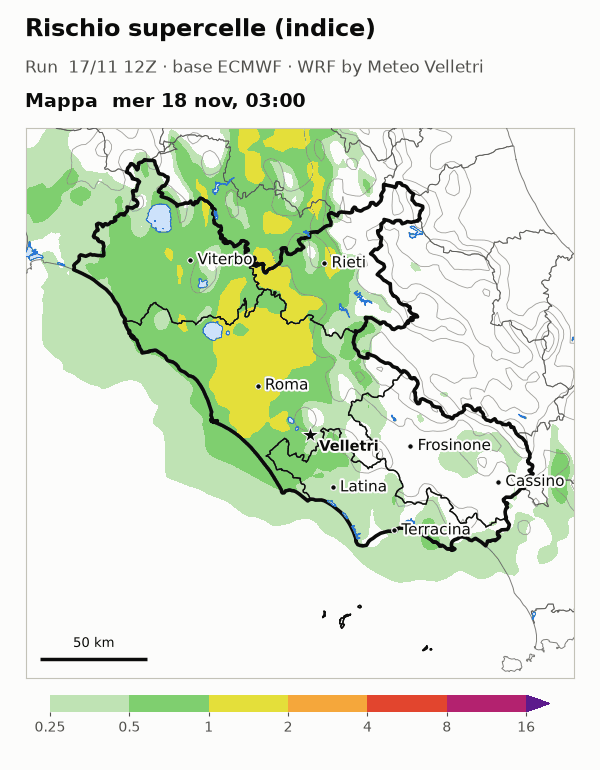 Rischio supercelle (indice)
Run 17/11 12Z · base ECMWF · WRF by Meteo Velletri
Mappa mer 18 nov, 03:00
Viterbo
Rieti
Roma
Velletri
Frosinone
Latina
Cassino
Terracina
50 km
0.25 0.5 1 2 4 8 16